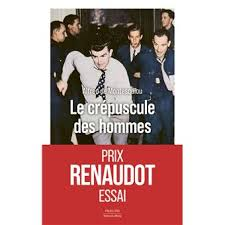 Le crépuscule
des hommes
PRIX
RENAUDOT
ESSAI